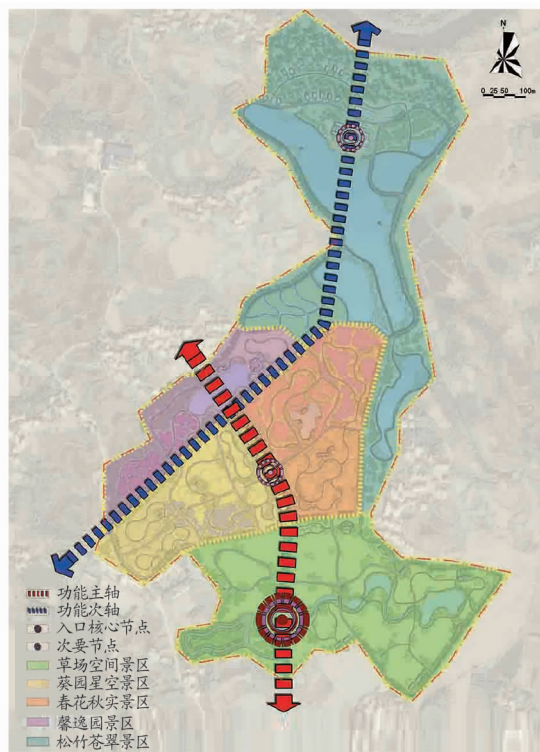 N
0 25 50 100m
功能主轴
功能次轴
入口核心节点
次要节点
草场空间景区
葵园星空景区
春花秋实景区
馨逸园景区
松竹苍翠景区